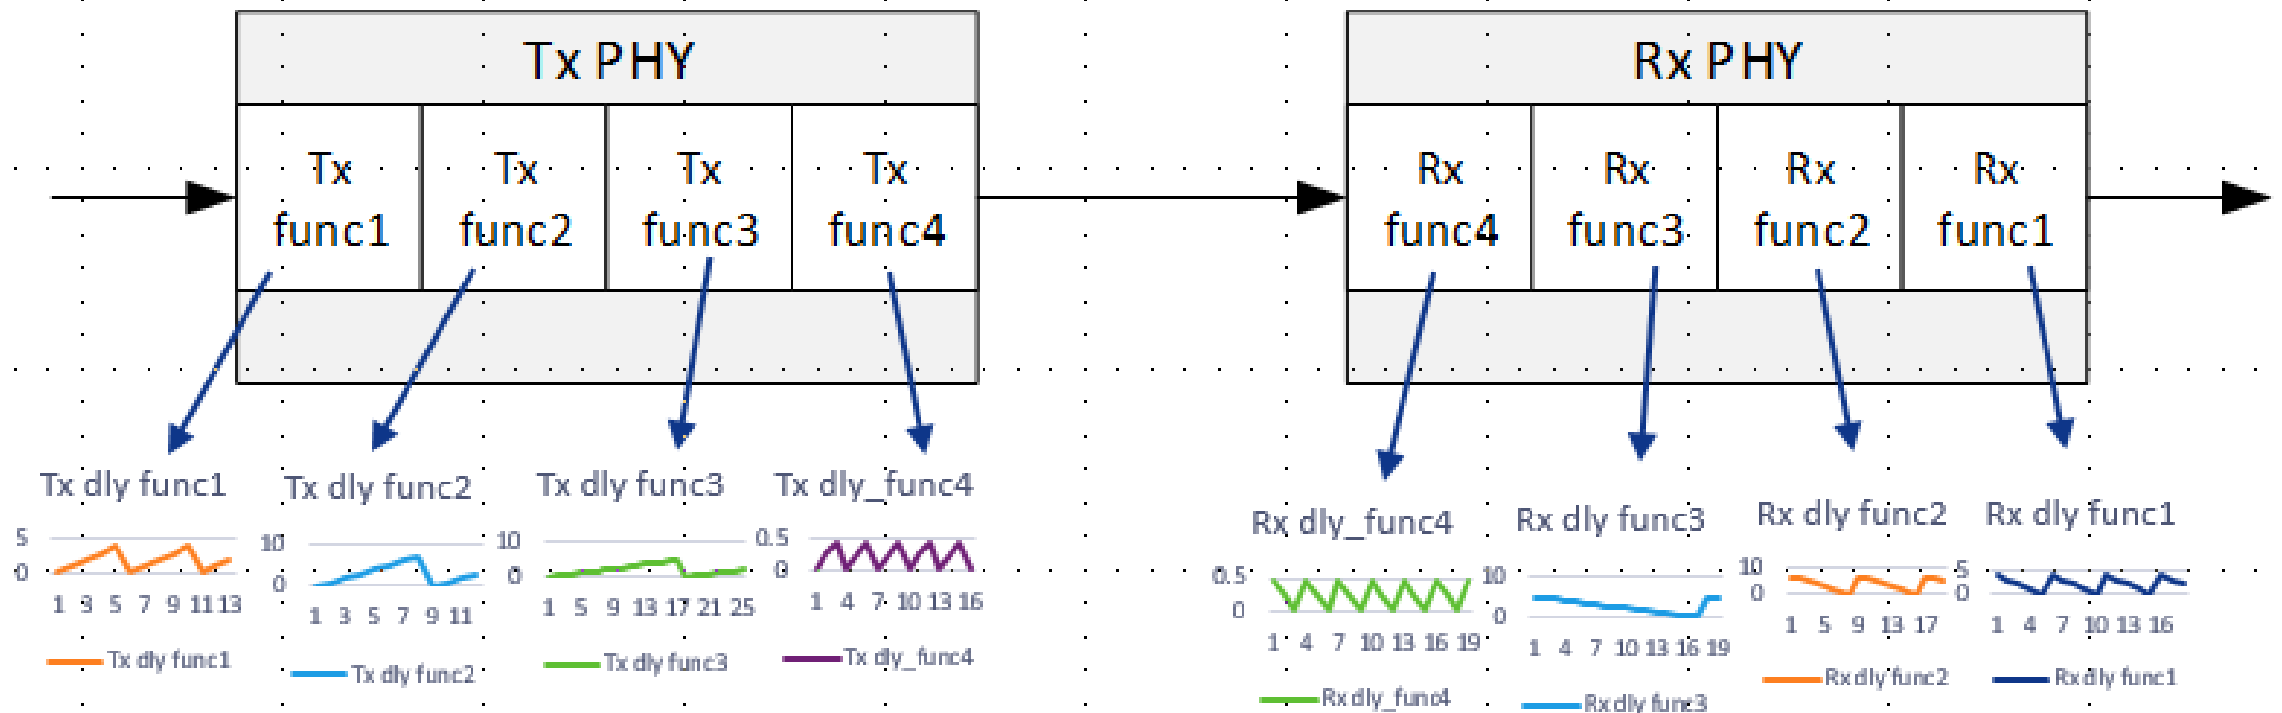 Tx PHY
Rx PHY
Tx
func1
Tx
func2
Tx
func3
Tx
func4
Rx
func4
Rx
func3
Rx
func2
Rx
func1
Tx dly func1
5
0
1 3 5 7 9 11 13
Tx dly func1
Tx dly func2
10
0
1 3 5 7 9 11
Tx dly func2
Tx dly func3
10
0
1 5 9 13 17 21 25
Tx dly func3
Tx dly_func4
0.5
0
1 4 7 10 13 16
Tx dly_func4
Rx dly_func4
0.5
0
1 4 7 10 13 16 19
Rx dly_func4
Rx dly func3
10
0
1 4 7 10 13 16 19
Rx dly func3
Rx dly func2
10
0
1 5 9 13 17
Rx dly func2
Rx dly func1
5
0
1 4 7 10 13 16
Rx dly func1